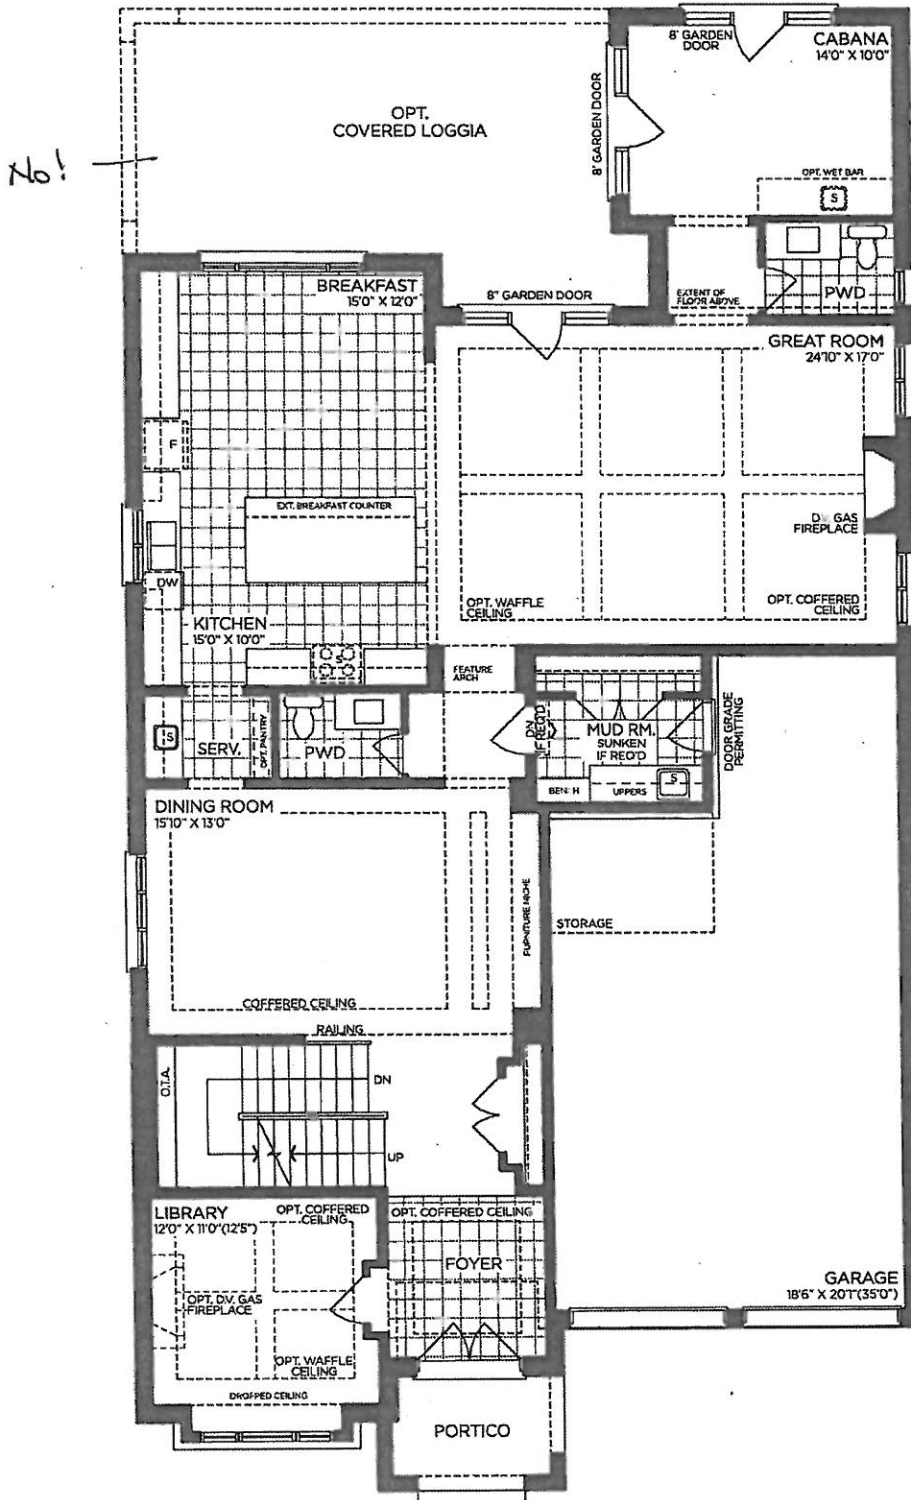 8' GARDEN
DOOR
CABANA
14'0" X 10'0"
OPT.
COVERED LOGGIA
8' GARDEN DOOR
No!
OPT. WET BAR
S
BREAKFAST
15'0" X 12'0"
8" GARDEN DOOR
EXTENT OF
FLOOR ABOVE
PWD
GREAT ROOM
24'10" X 17'0"
F
EXT. BREAKFAST COUNTER
D.V. GAS
FIREPLACE
DW
OPT. WAFFLE
CEILING
OPT. COFFERED
CEILING
KITCHEN
15'0" X 10'0"
S
FEATURE
ARCH
S
SERV.
OPT. PANTRY
PWD
DN
IF REQ'D
MUD RM.
SUNKEN
IF REQ'D
DOOR GRADE
PERMITTING
BENCH
UPPERS
S
DINING ROOM
15'10" X 13'0"
FURNITURE NICHE
STORAGE
COFFERED CEILING
RAILING
O.T.A.
DN
UP
LIBRARY
12'0" X 11'0"(12'5")
OPT. COFFERED
CEILING
OPT. COFFERED CEILING
FOYER
OPT. D.V. GAS
FIREPLACE
GARAGE
18'6" X 20'1"(35'0")
OPT. WAFFLE
CEILING
DROPPED CEILING
PORTICO